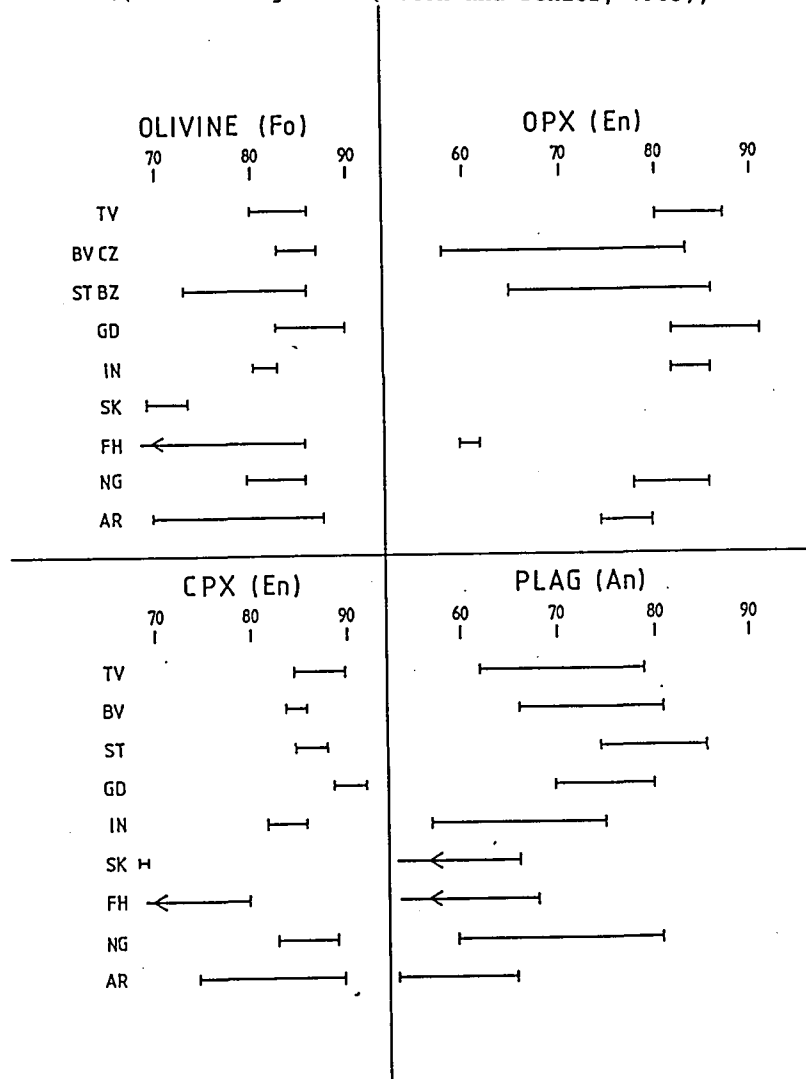 OLIVINE (Fo)
70 80 90
OPX (En)
60 70 80 90
TV
BV CZ
ST BZ
GD
IN
SK
FH
NG
AR
CPX (En)
70 80 90
PLAG (An)
60 70 80 90
TV
BV
ST
GD
IN
SK
FH
NG
AR